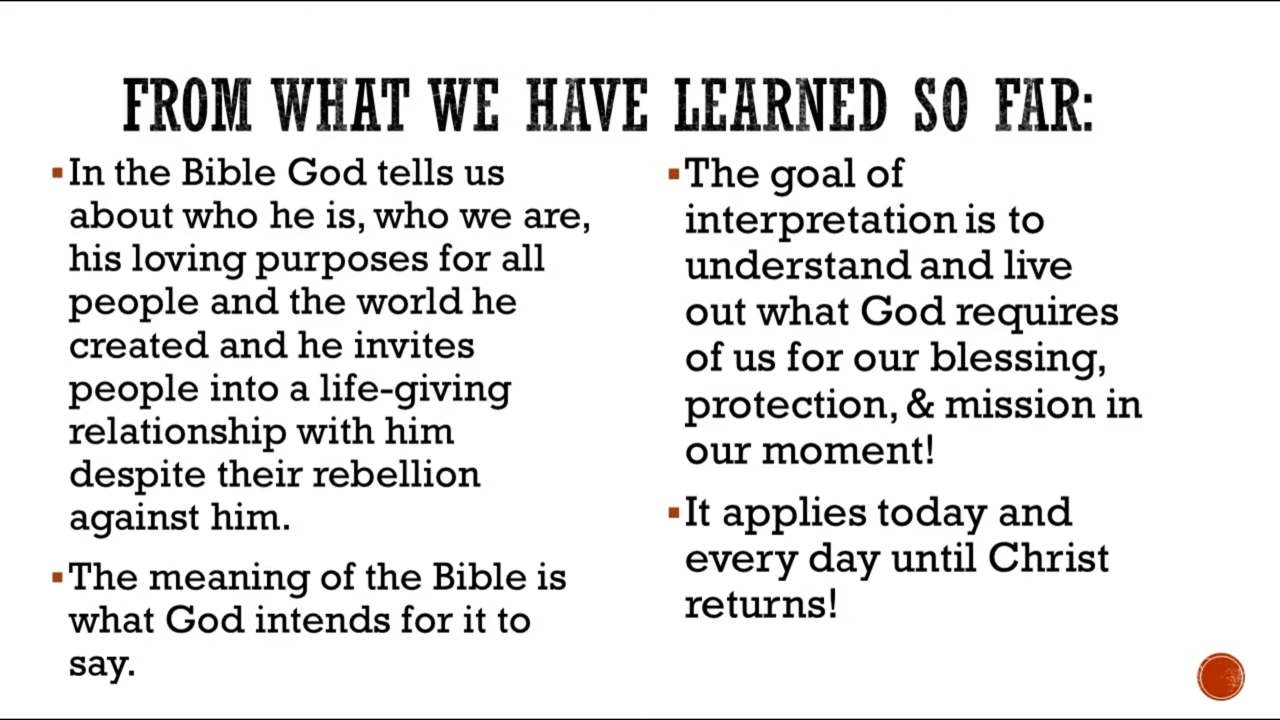 FROM WHAT WE HAVE LEARNED SO FAR:
▪In the Bible God tells us
about who he is, who we are,
his loving purposes for all
people and the world he
created and he invites
people into a life-giving
relationship with him
despite their rebellion
against him.
▪The meaning of the Bible is
what God intends for it to
say.
▪The goal of
interpretation is to
understand and live
out what God requires
of us for our blessing,
protection, & mission in
our moment!
▪It applies today and
every day until Christ
returns!